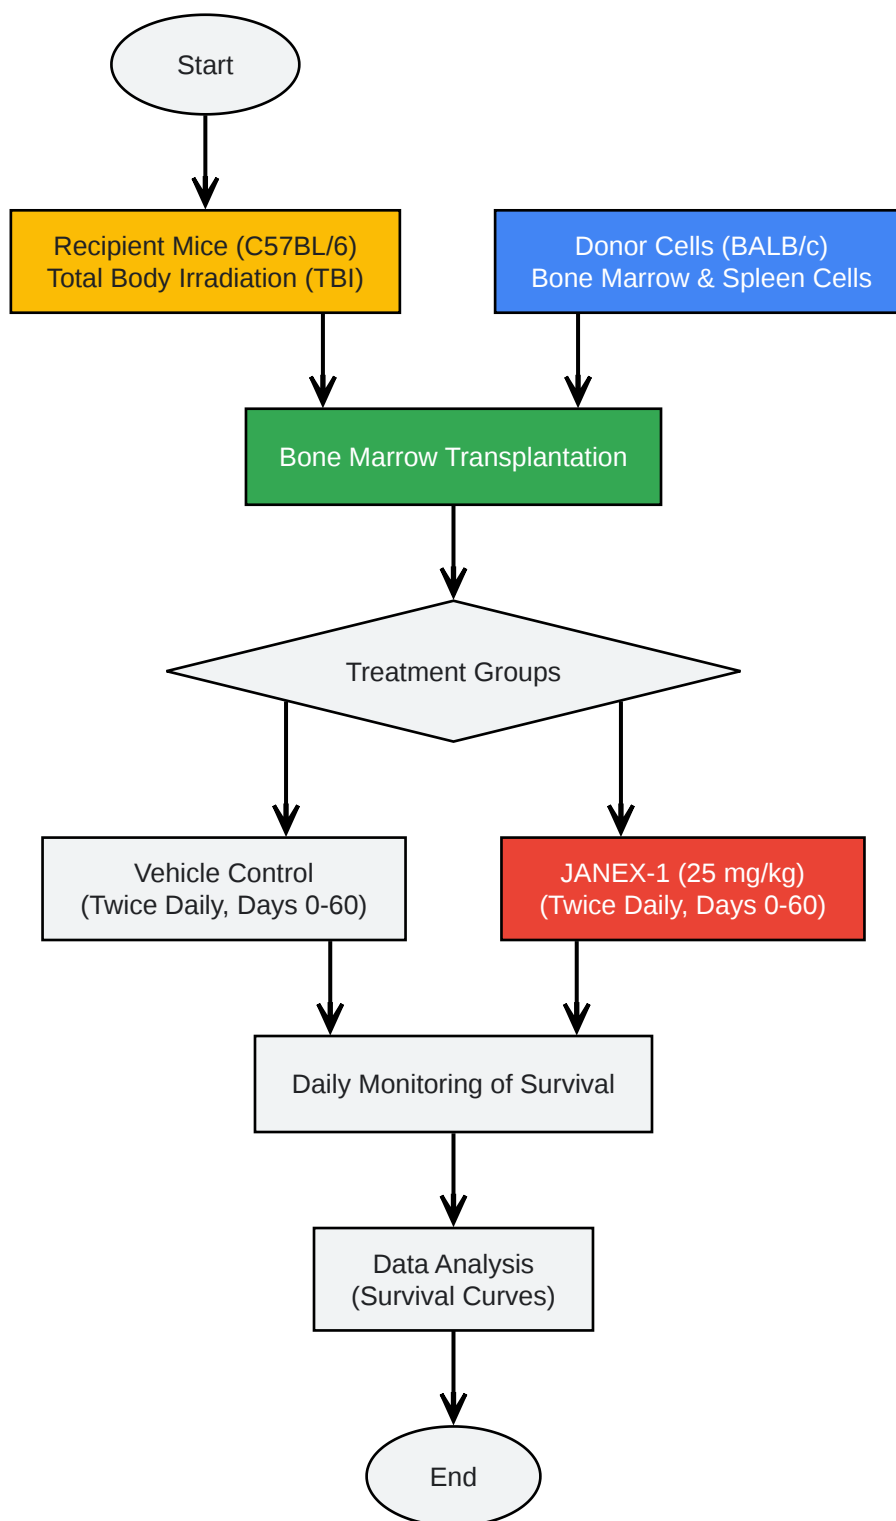 Start
Recipient Mice (C57BL/6)
Total Body Irradiation (TBI)
Donor Cells (BALB/c)
Bone Marrow & Spleen Cells
Bone Marrow Transplantation
Treatment Groups
Vehicle Control
(Twice Daily, Days 0-60)
JANEX-1 (25 mg/kg)
(Twice Daily, Days 0-60)
Daily Monitoring of Survival
Data Analysis
(Survival Curves)
End